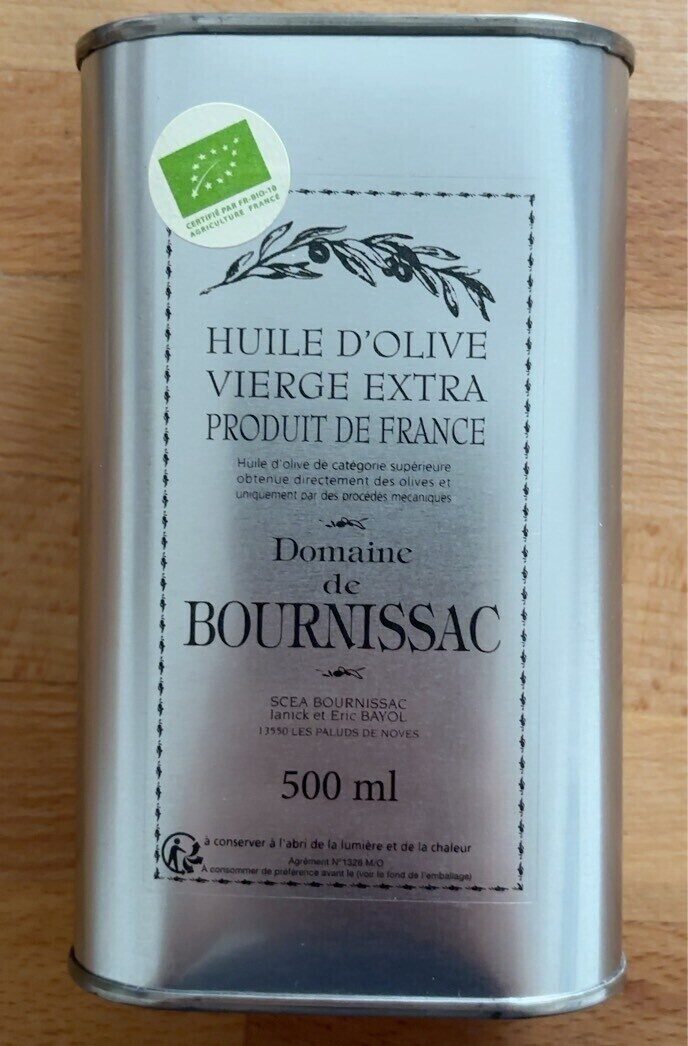 CERTIFIÉ PAR FR-BIO-10
AGRICULTURE FRANCE
HUILE D'OLIVE
VIERGE EXTRA
PRODUIT DE FRANCE
Huile d'olive de catégorie supérieure
obtenue directement des olives et
uniquement par des procédés mécaniques
Domaine
de
BOURNISSAC
SCEA BOURNISSAC
Ianick et Eric BAYOL
13550 LES PALUDS DE NOVES
500 ml
à conserver à l'abri de la lumière et de la chaleur
Agrément N°1326 M/O
A consommer de préférence avant le (voir le fond de l'emballage)